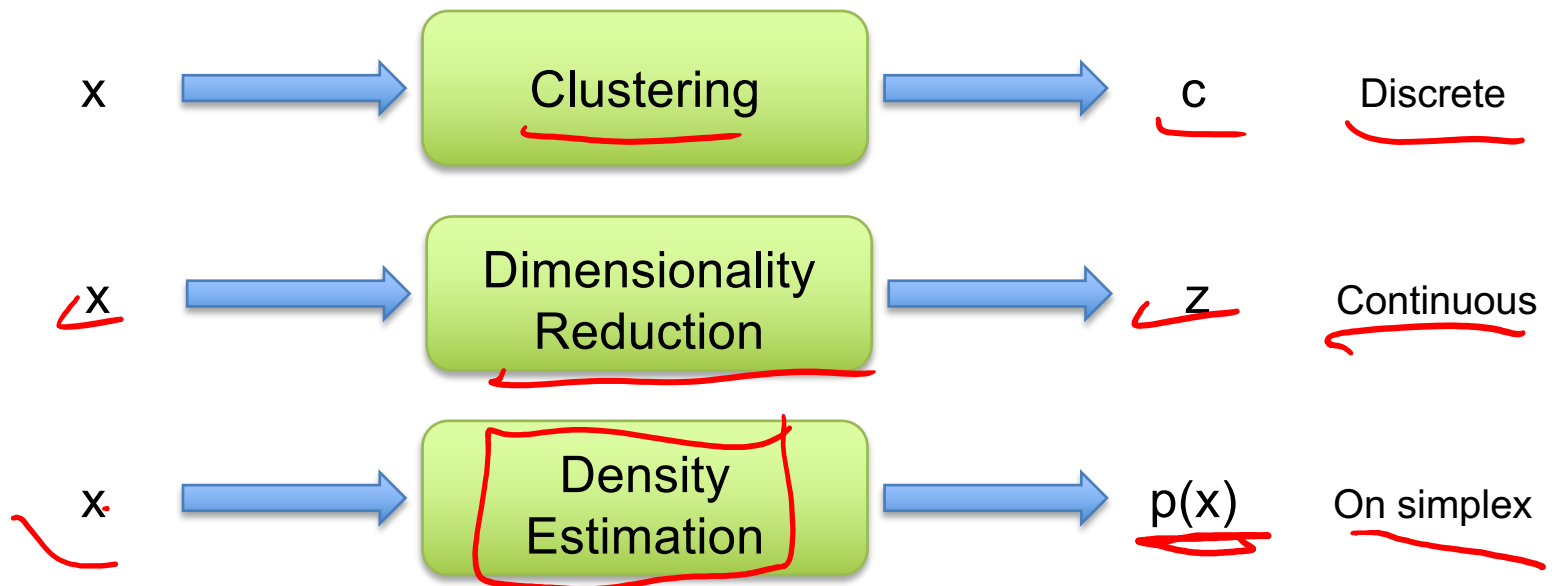 x Clustering c Discrete
x Dimensionality Reduction z Continuous
x Density Estimation p(x) On simplex